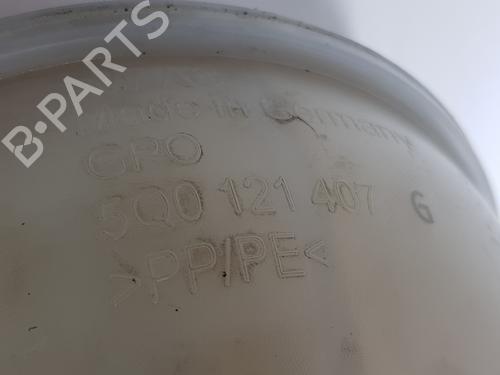 B-PARTS
Made in Germany
GPO
5Q0 121 407 G
>PP/PE<